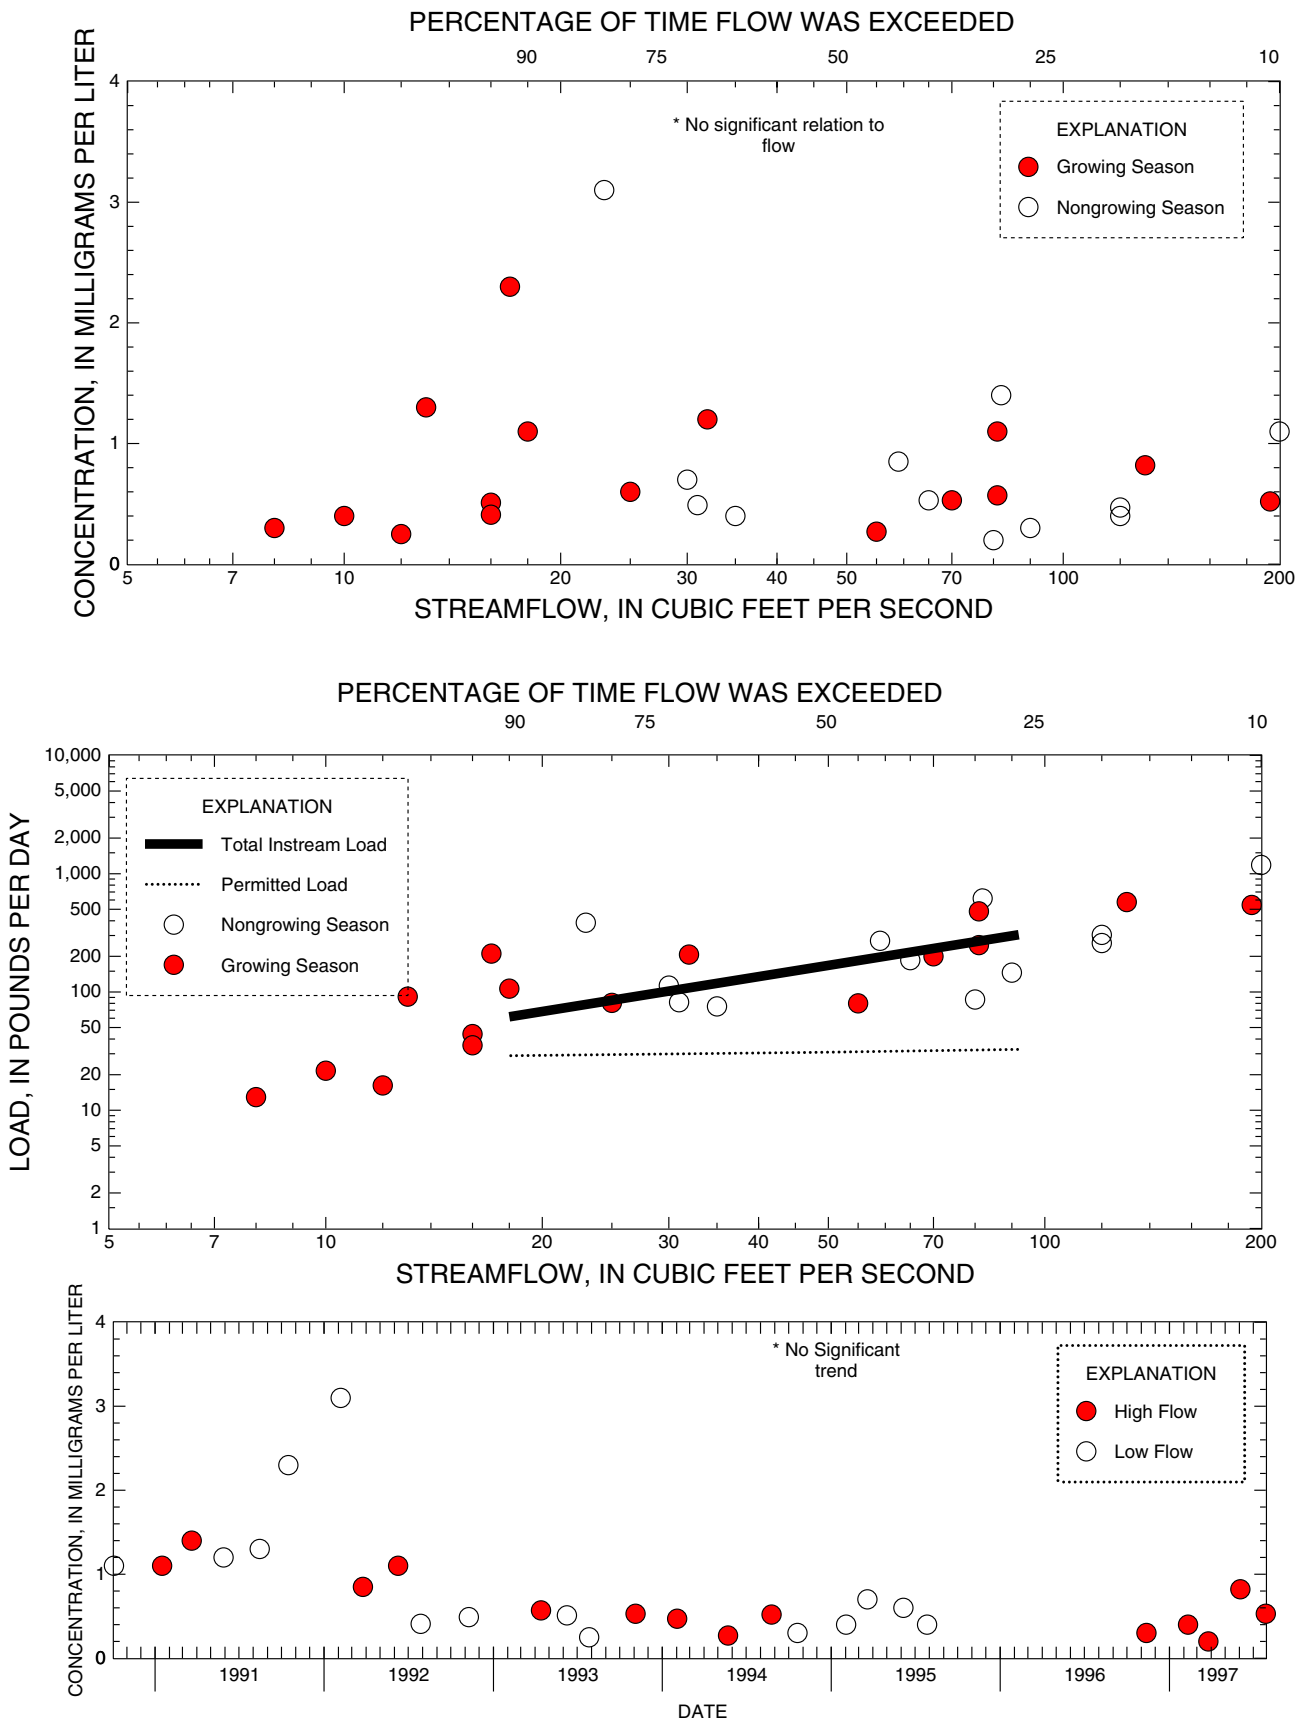 PERCENTAGE OF TIME FLOW WAS EXCEEDED
90 75 50 25 10
CONCENTRATION, IN MILLIGRAMS PER LITER
4
3
2
1
0
* No significant relation to
flow
EXPLANATION
Growing Season
Nongrowing Season
5 7 10 20 30 40 50 70 100 200
STREAMFLOW, IN CUBIC FEET PER SECOND
PERCENTAGE OF TIME FLOW WAS EXCEEDED
90 75 50 25 10
LOAD, IN POUNDS PER DAY
10,000
5,000
2,000
1,000
500
200
100
50
20
10
5
2
1
EXPLANATION
Total Instream Load
Permitted Load
Nongrowing Season
Growing Season
5 7 10 20 30 40 50 70 100 200
STREAMFLOW, IN CUBIC FEET PER SECOND
CONCENTRATION, IN MILLIGRAMS PER LITER
4
3
2
1
0
* No Significant
trend
EXPLANATION
High Flow
Low Flow
1991 1992 1993 1994 1995 1996 1997
DATE